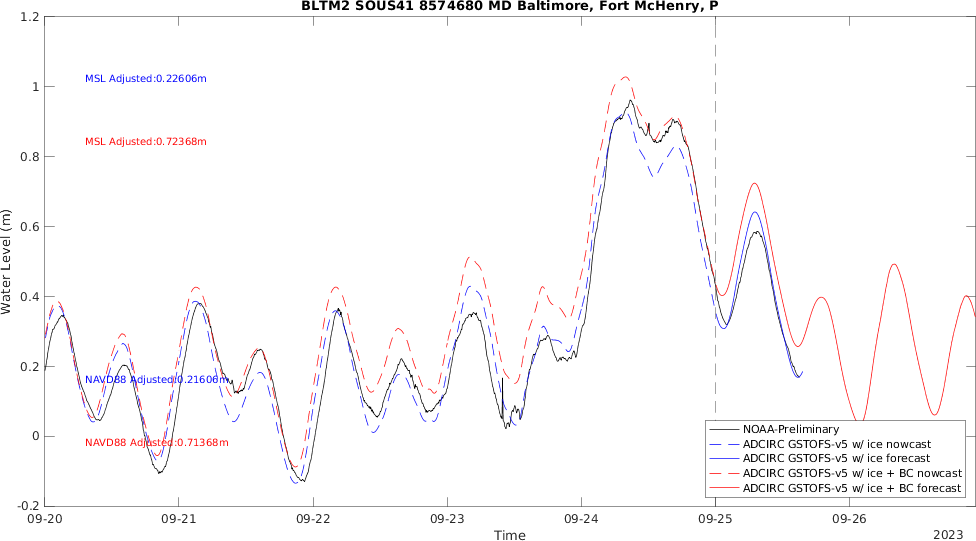 BLTM2 SOUS41 8574680 MD Baltimore, Fort McHenry, P
1.2
MSL Adjusted:0.22606m
1
MSL Adjusted:0.72368m
0.8
0.6
Water Level (m)
0.4
0.2
NAVD88 Adjusted:0.21606m
0
NAVD88 Adjusted:0.71368m
-0.2
NOAA-Preliminary
ADCIRC GSTOFS-v5 w/ ice nowcast
ADCIRC GSTOFS-v5 w/ ice forecast
ADCIRC GSTOFS-v5 w/ ice + BC nowcast
ADCIRC GSTOFS-v5 w/ ice + BC forecast
09-20 09-21 09-22 09-23 09-24 09-25 09-26
Time
2023